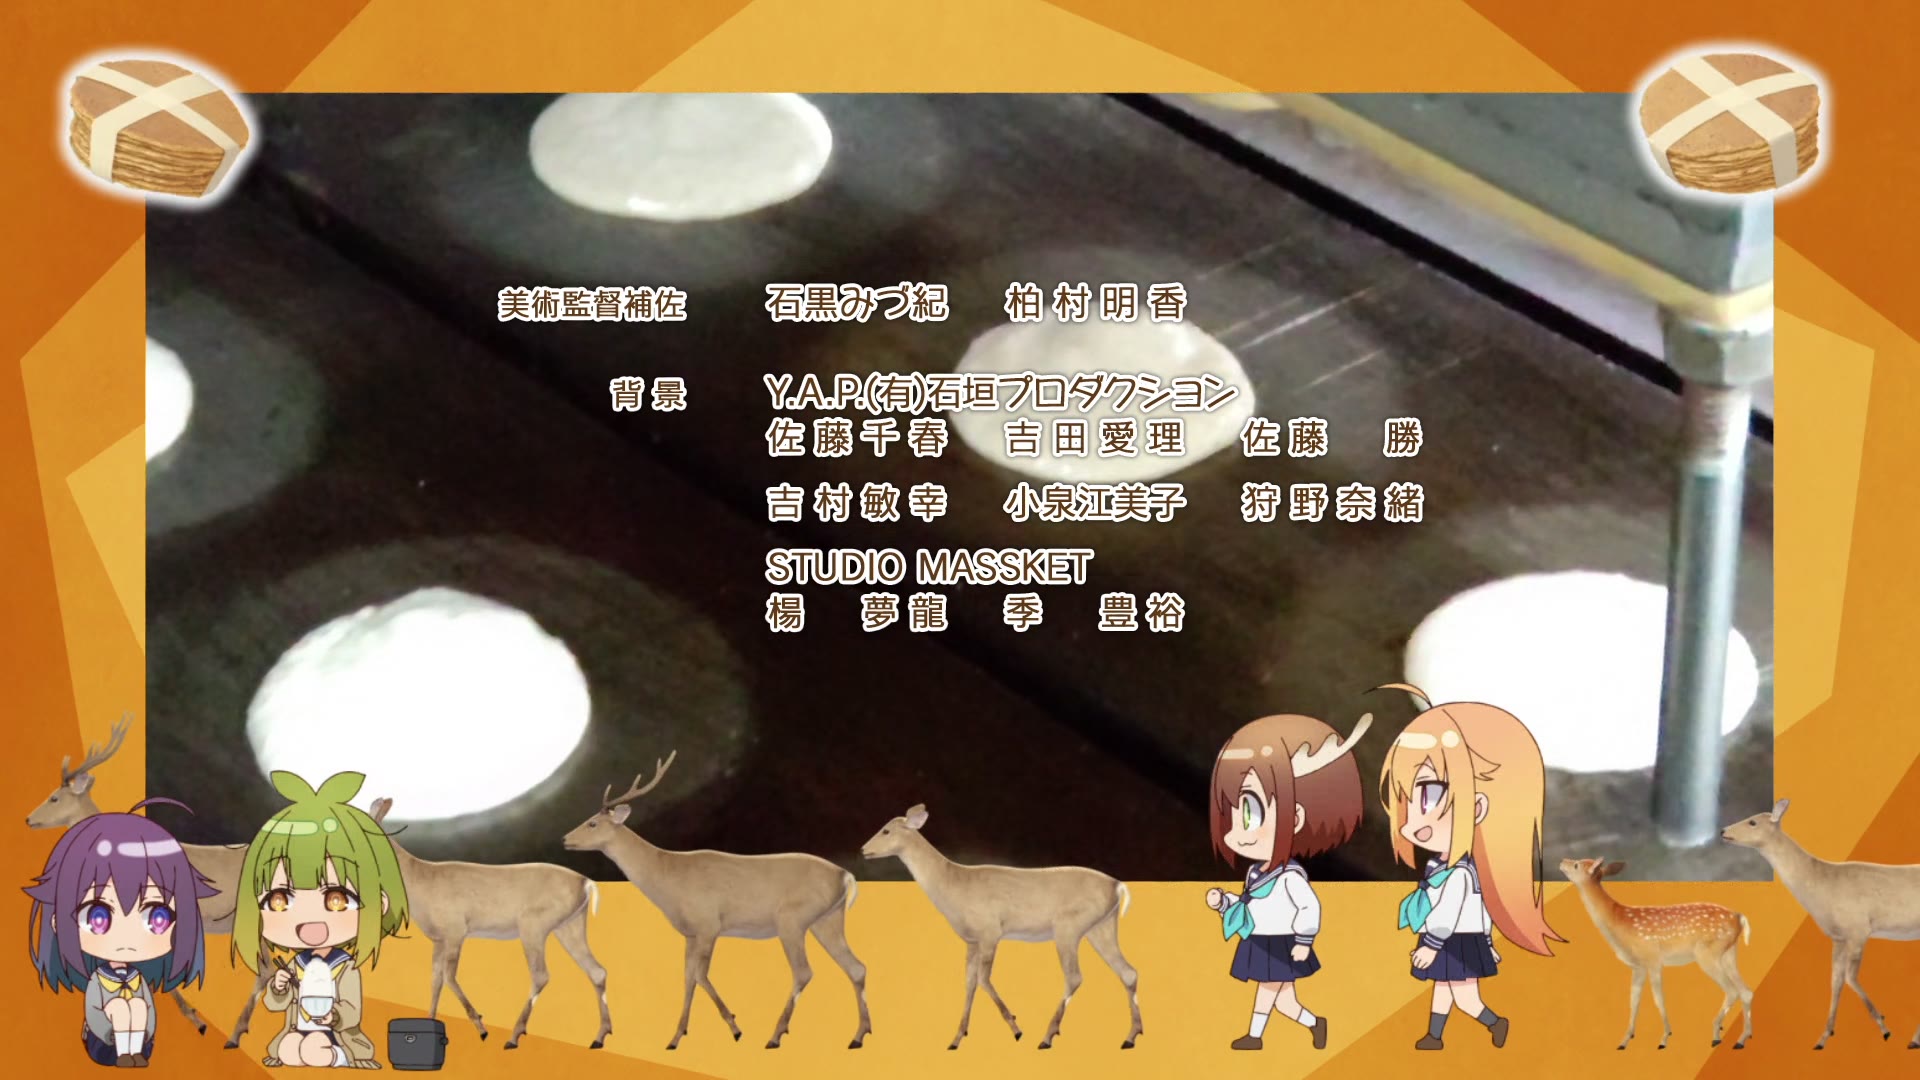 美術監督補佐 石黒みづ紀 柏村明香
背景 Y.A.P.(有)石垣プロダクション
佐藤千春 吉田愛理 佐藤 勝
吉村敏幸 小泉江美子 狩野奈緒
STUDIO MASSKET
楊 夢龍 季 豊裕